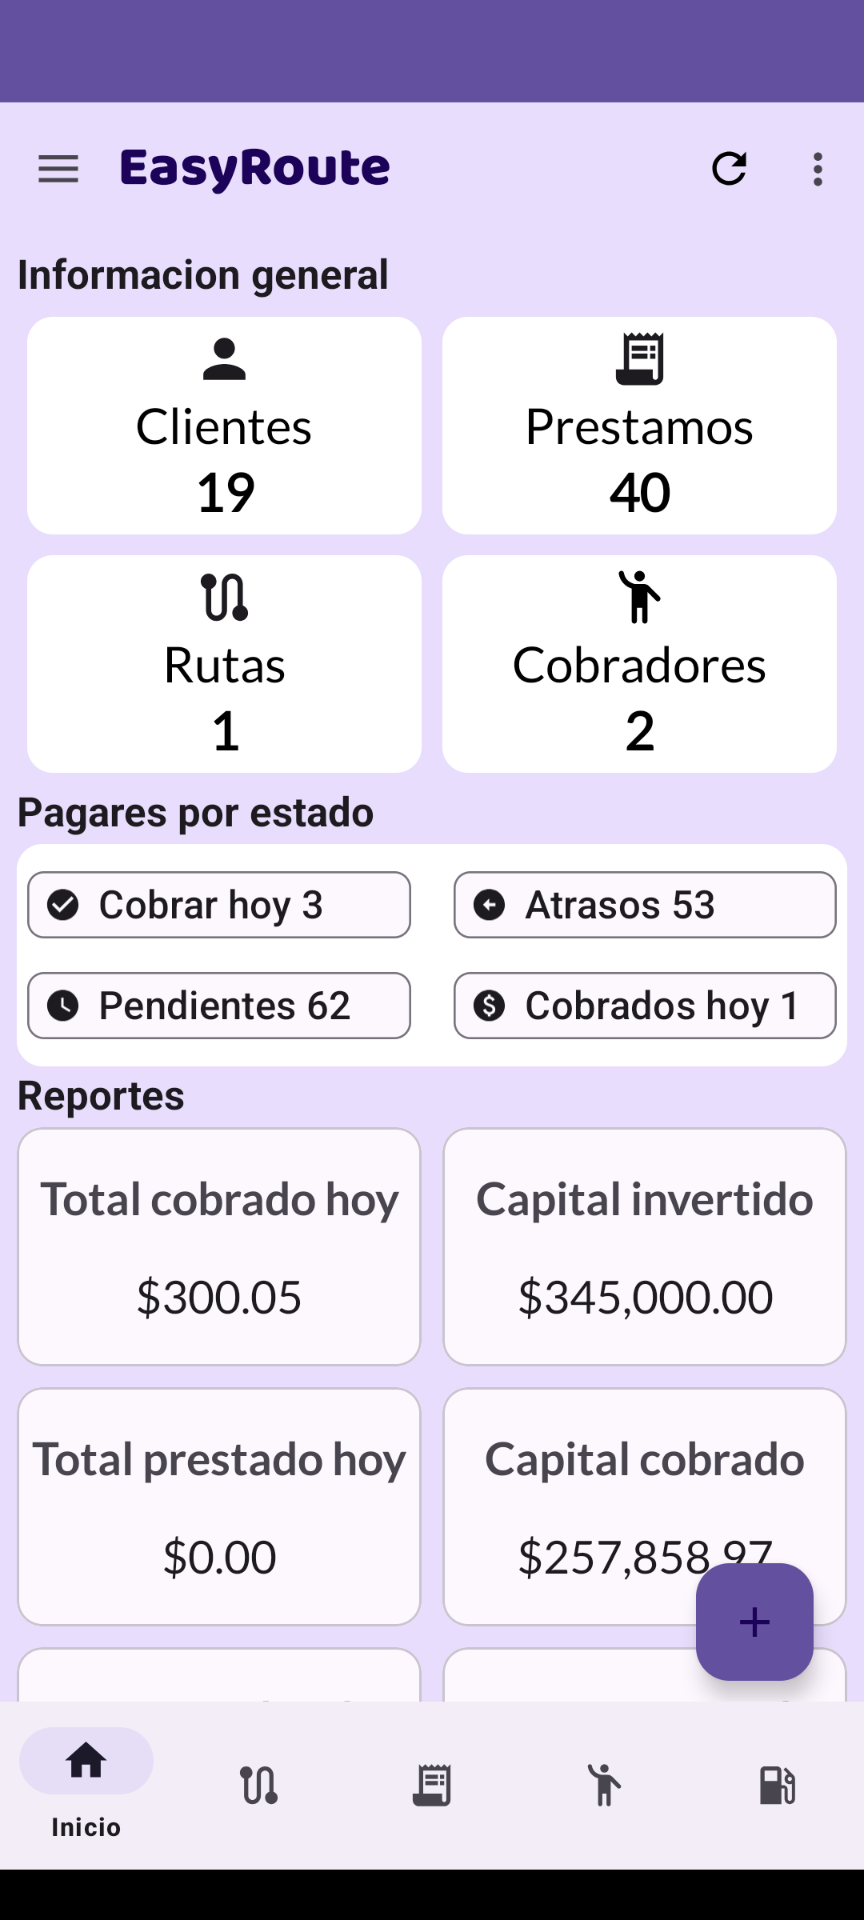 EasyRoute
Informacion general
Clientes
19
Prestamos
40
Rutas
1
Cobradores
2
Pagares por estado
Cobrar hoy 3
Atrasos 53
Pendientes 62
Cobrados hoy 1
Reportes
Total cobrado hoy
$300.05
Capital invertido
$345,000.00
Total prestado hoy
$0.00
Capital cobrado
$257,858.97
+
Inicio